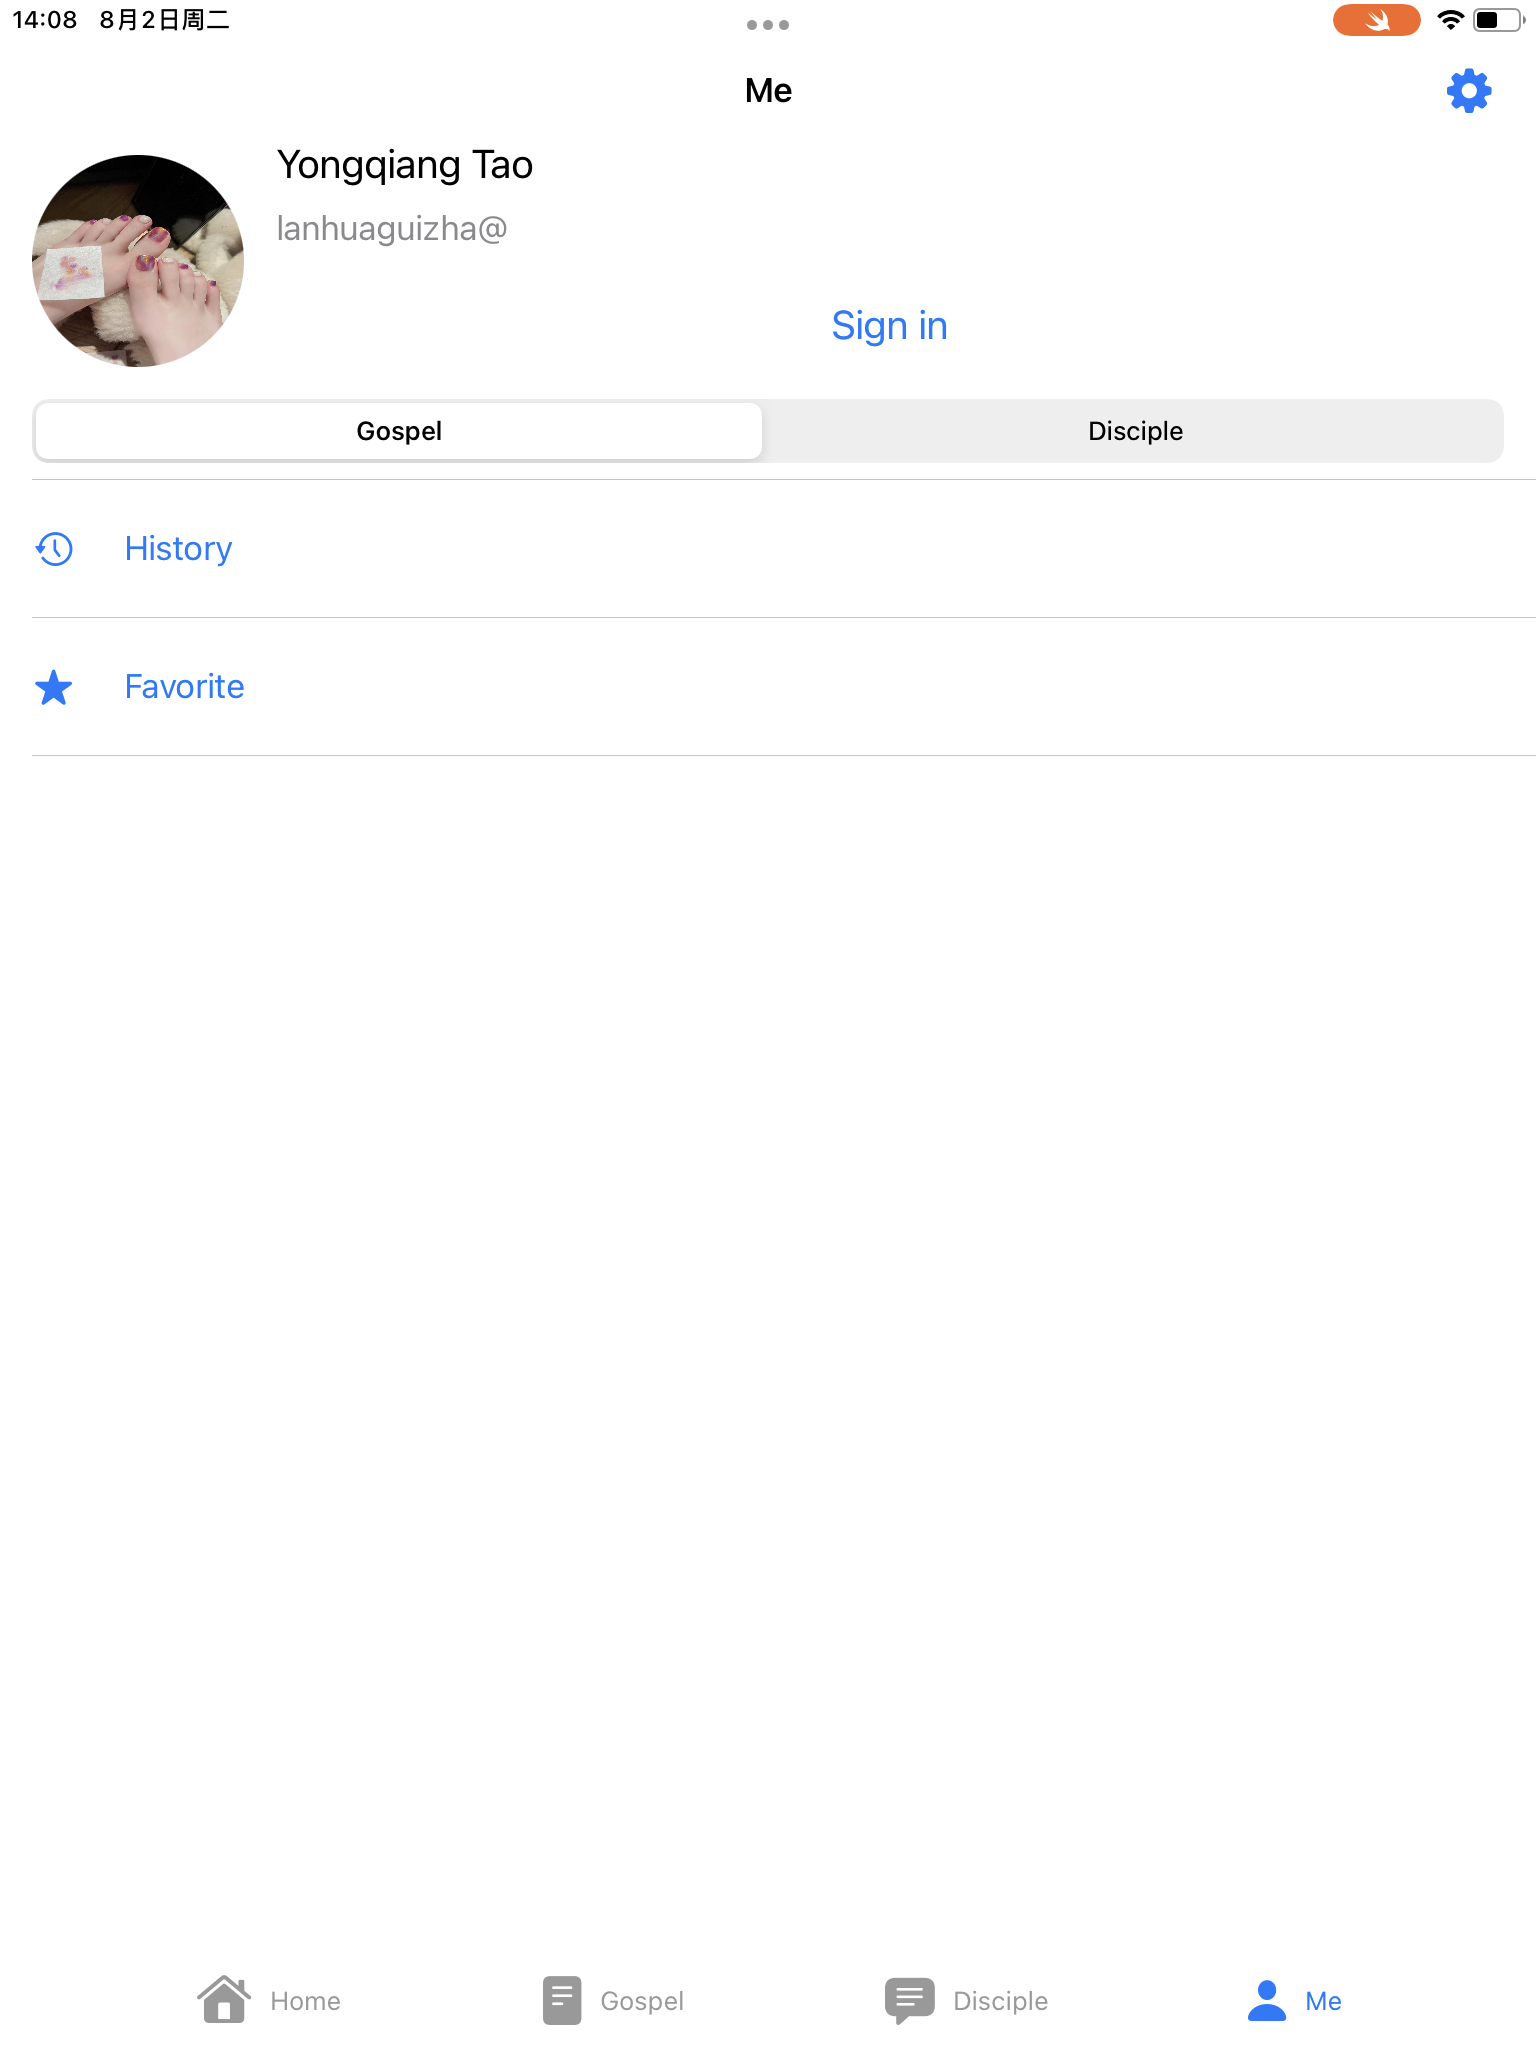 14:08 8月2日周二
Me
Yongqiang Tao
lanhuaguizha@
Sign in
Gospel Disciple
History
Favorite
Home Gospel Disciple Me